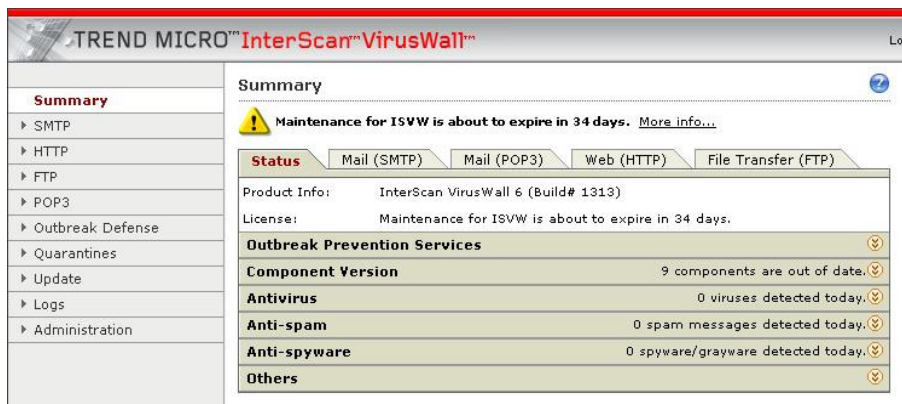 TREND MICRO™ InterScan™ VirusWall™
Lo
Summary
SMTP
HTTP
FTP
POP3
Outbreak Defense
Quarantines
Update
Logs
Administration
Summary
?
Maintenance for ISVW is about to expire in 34 days. More info...
Status Mail (SMTP) Mail (POP3) Web (HTTP) File Transfer (FTP)
Product Info: InterScan VirusWall 6 (Build# 1313)
License: Maintenance for ISVW is about to expire in 34 days.
Outbreak Prevention Services
Component Version 9 components are out of date.
Antivirus 0 viruses detected today.
Anti-spam 0 spam messages detected today.
Anti-spyware 0 spyware/grayware detected today.
Others